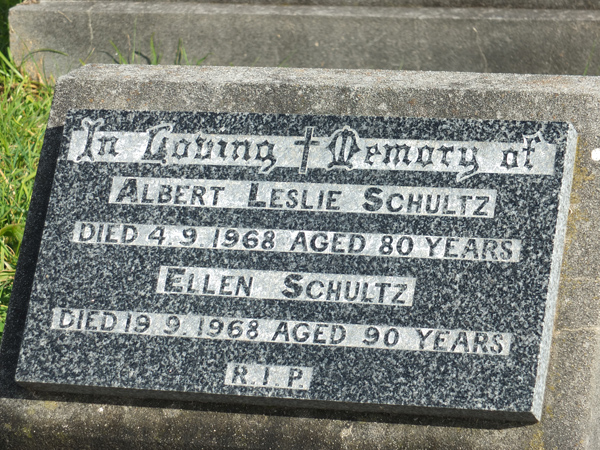 In Loving † Memory of
ALBERT LESLIE SCHULTZ
DIED 4.9.1968 AGED 80 YEARS
ELLEN SCHULTZ
DIED 19.9.1968 AGED 90 YEARS
R.I.P.